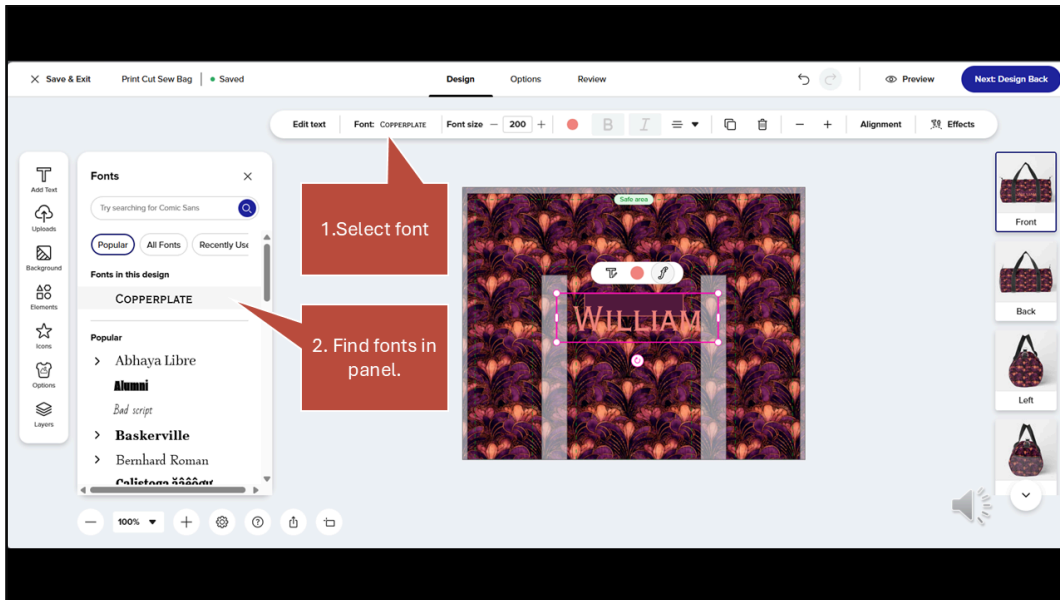 Save & Exit
Print Cut Sew Bag
Saved
Design
Options
Review
Preview
Next: Design Back
Edit text
Font: COPPERPLATE
Font size
200
B
I
Alignment
Effects
Add Text
Uploads
Background
Elements
Icons
Options
Layers
Fonts
Try searching for Comic Sans
Popular
All Fonts
Recently Use
Fonts in this design
COPPERPLATE
Popular
Abhaya Libre
Alumni
Bad script
Baskerville
Bernhard Roman
1.Select font
2. Find fonts in
panel.
Safe area
WILLIAM
Front
Back
Left
100%